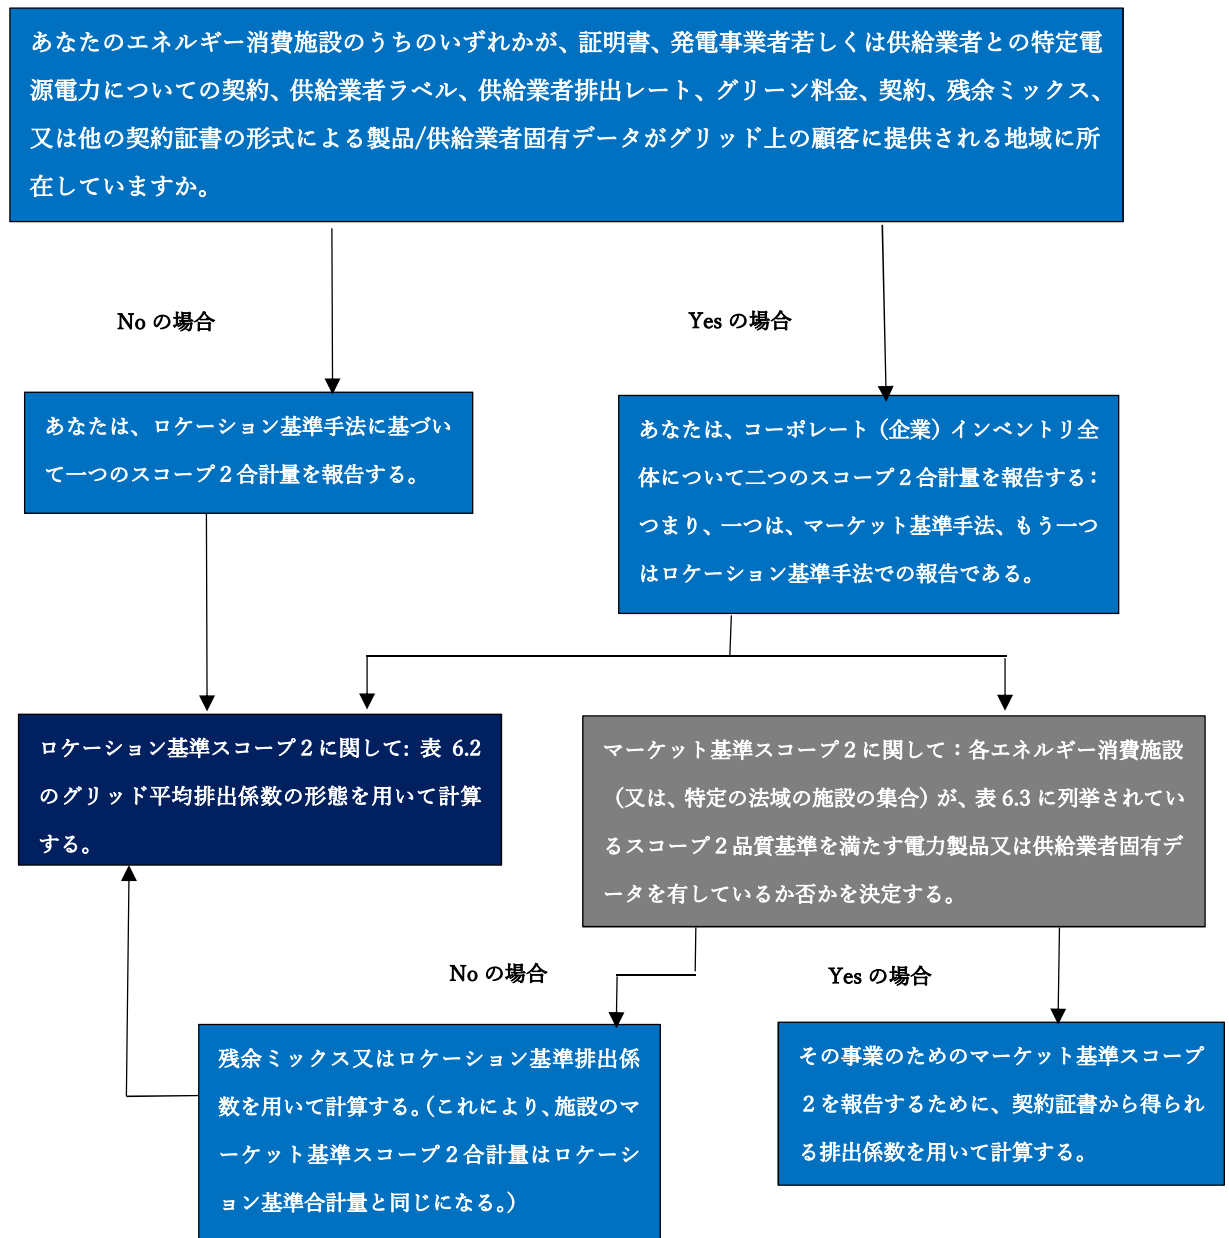 あなたのエネルギー消費施設のうちのいずれかが、証明書、発電事業者若しくは供給業者との特定電
源電力についての契約、供給業者ラベル、供給業者排出レート、グリーン料金、契約、残余ミックス、
又は他の契約証書の形式による製品/供給業者固有データがグリッド上の顧客に提供される地域に所
在していますか。
No の場合
Yes の場合
あなたは、ロケーション基準手法に基づい
て一つのスコープ２合計量を報告する。
あなたは、コーポレート（企業）インベントリ全
体について二つのスコープ２合計量を報告する：
つまり、一つは、マーケット基準手法、もう一つ
はロケーション基準手法での報告である。
ロケーション基準スコープ２に関して: 表 6.2
のグリッド平均排出係数の形態を用いて計算
する。
マーケット基準スコープ２に関して：各エネルギー消費施設
（又は、特定の法域の施設の集合）が、表 6.3 に列挙されてい
るスコープ２品質基準を満たす電力製品又は供給業者固有デ
ータを有しているか否かを決定する。
No の場合
Yes の場合
残余ミックス又はロケーション基準排出係
数を用いて計算する。（これにより、施設のマ
ーケット基準スコープ２合計量はロケーシ
ョン基準合計量と同じになる。）
その事業のためのマーケット基準スコープ
２を報告するために、契約証書から得られ
る排出係数を用いて計算する。